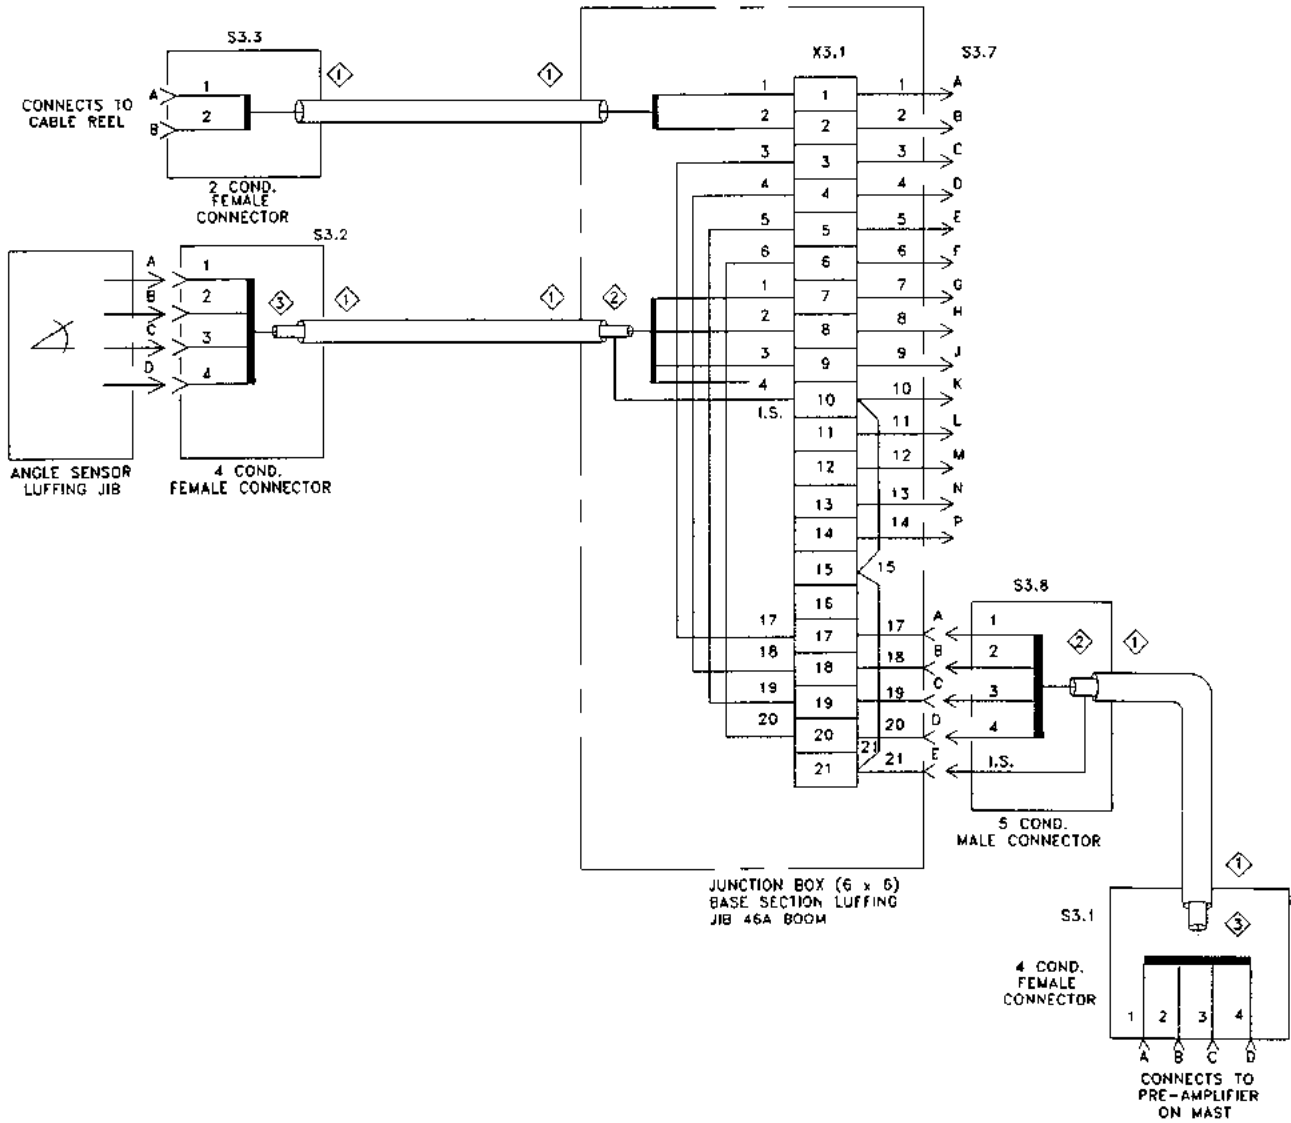 S3.3
1
1
A
1
CONNECTS TO
CABLE REEL
2
B
2 COND.
FEMALE
CONNECTOR
S3.2
A
1
B
2
C
3
D
4
3
1
1
2
ANGLE SENSOR
LUFFING JIB
4 COND.
FEMALE CONNECTOR
X3.1
S3.7
1 1 1 A
2 2 2 B
3 3 3 C
4 4 4 D
5 5 5 E
6 6 6 F
1 7 7 G
2 8 8 H
3 9 9 J
4
I.S. 10 10 K
11 11 L
12 12 M
13 13 N
14 14 P
15 15
16
17 17 17 A 1
18 18 18 B 2
19 19 19 C 3
20 20 20 D 4
21 21 21 E I.S.
S3.8
2
1
5 COND.
MALE CONNECTOR
JUNCTION BOX (6 x 6)
BASE SECTION LUFFING
JIB 46A BOOM
1
S3.1
3
4 COND.
FEMALE
CONNECTOR
1 2 3 4
A B C D
CONNECTS TO
PRE-AMPLIFIER
ON MAST